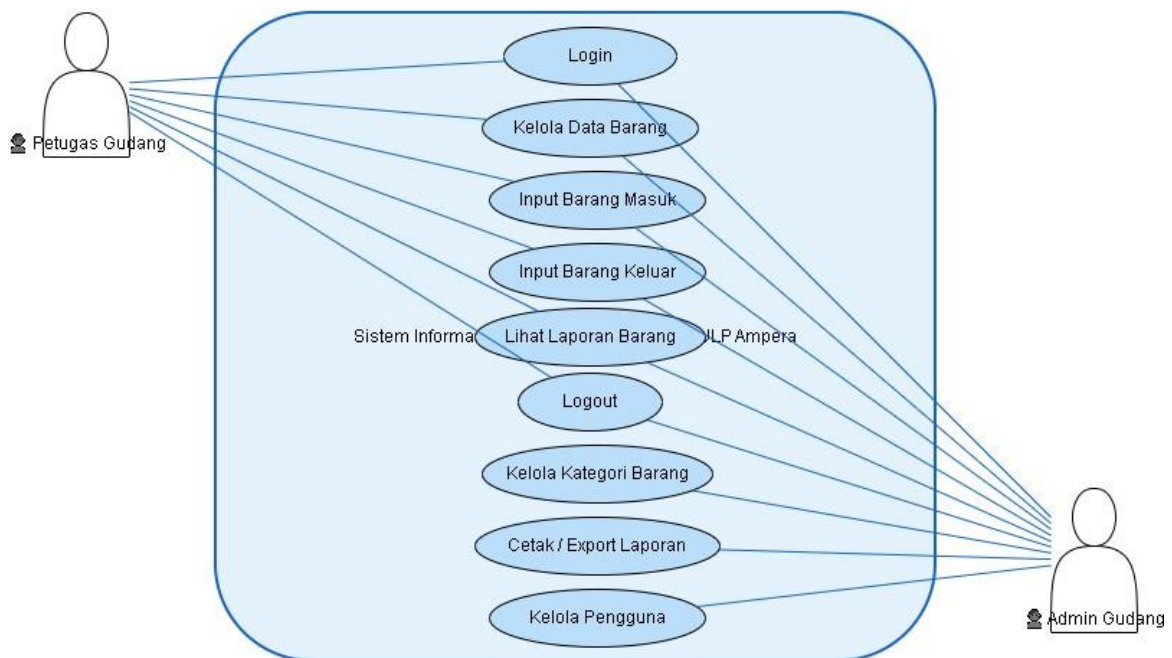 Login
Petugas Gudang
Kelola Data Barang
Input Barang Masuk
Input Barang Keluar
Sistem Informa
Lihat Laporan Barang
JLP Ampera
Logout
Kelola Kategori Barang
Cetak / Export Laporan
Kelola Pengguna
Admin Gudang